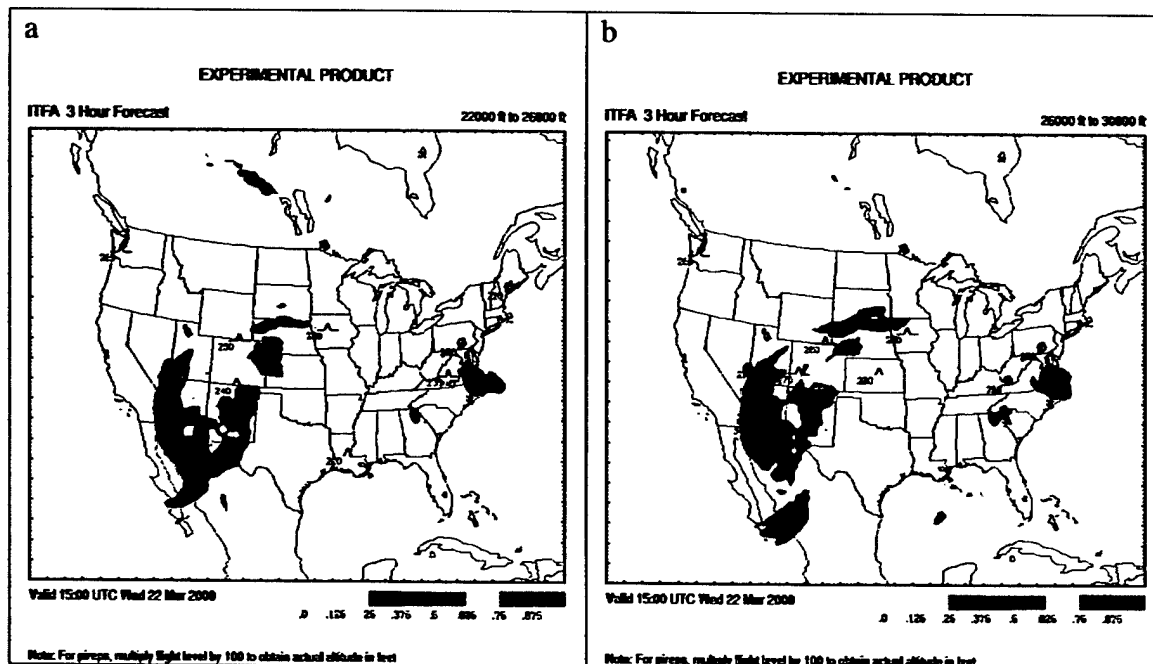 a
EXPERIMENTAL PRODUCT
ITFA 3 Hour Forecast 22000 ft to 26000 ft
250
240
Valid 15:00 UTC Wed 22 Mar 2000
.0 .125 .25 .375 .5 .625 .75 .875
Note: For pireps, multiply flight level by 100 to obtain actual altitude in feet
b
EXPERIMENTAL PRODUCT
ITFA 3 Hour Forecast 26000 ft to 30000 ft
260
280
Valid 15:00 UTC Wed 22 Mar 2000
.0 .125 .25 .375 .5 .625 .75 .875
Note: For pireps, multiply flight level by 100 to obtain actual altitude in feet